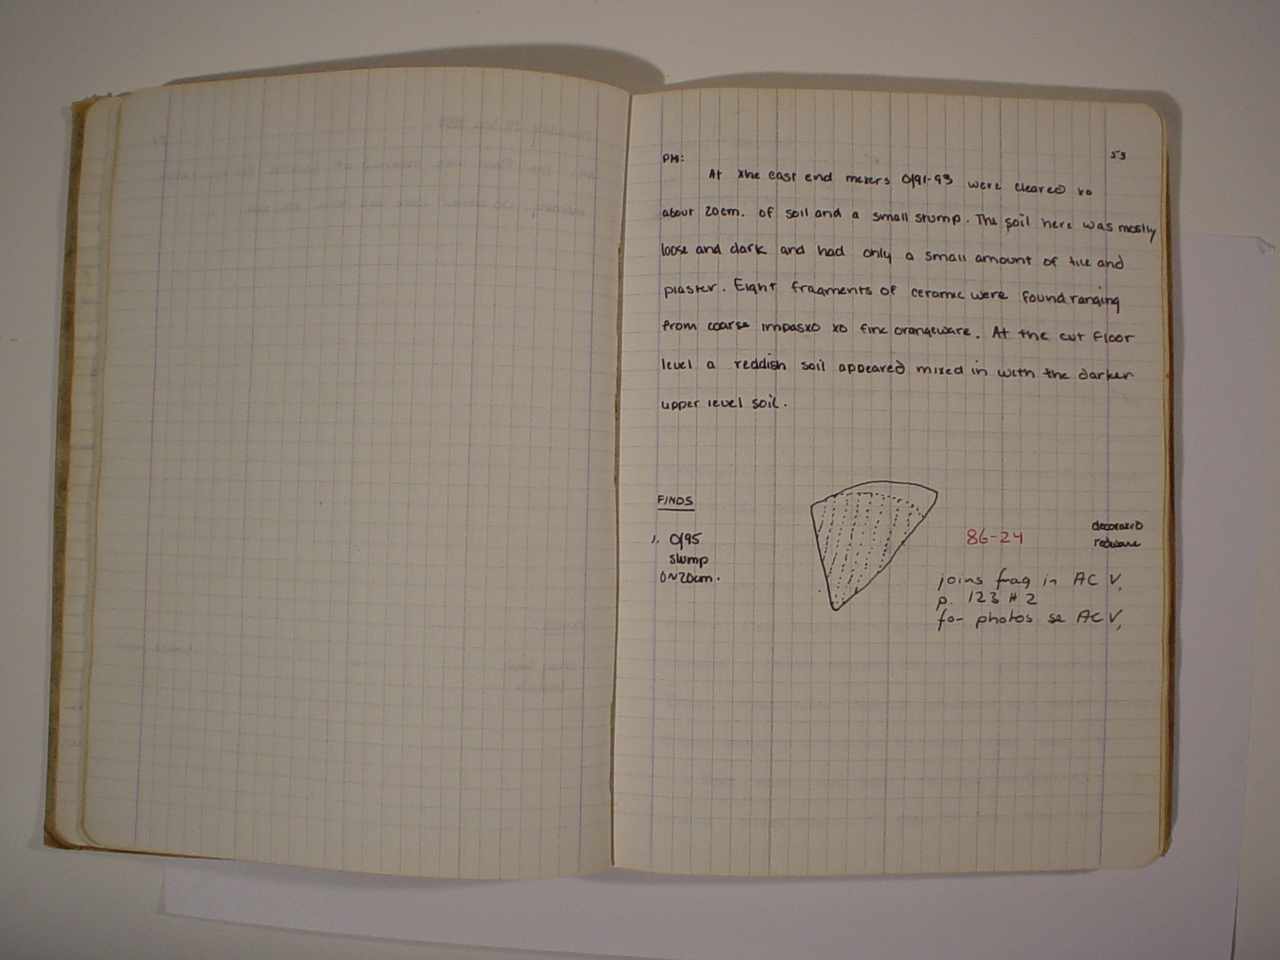 53
PM:
At the east end meters 0/91-93 were cleared to
about 20cm. of soil and a small stump. The soil here was mostly
loose and dark and had only a small amount of tile and
plaster. Eight fragments of ceramic were found ranging
from coarse impasto to fine orangeware. At the cut floor
level a reddish soil appeared mixed in with the darker
upper level soil.
FINDS
1. 0/95
stump
0~20cm.
86-24
decorated
redware
joins frag in AC V,
p. 123 #2
for photos se AC V,